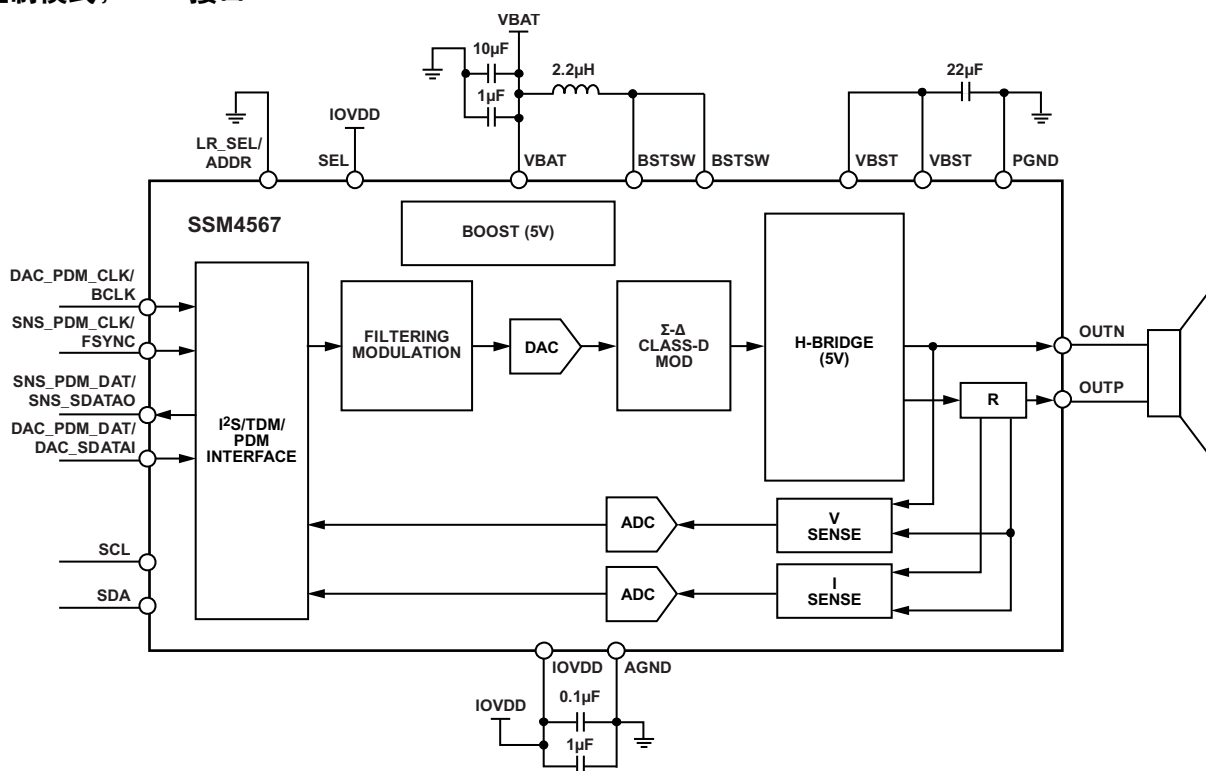 VBAT
10µF
1µF
2.2µH
22µF
IOVDD
LR_SEL/
ADDR
SEL
VBAT
BSTSW
BSTSW
VBST
VBST
PGND
SSM4567
BOOST (5V)
DAC_PDM_CLK/
BCLK
SNS_PDM_CLK/
FSYNC
SNS_PDM_DAT/
SNS_SDATAO
DAC_PDM_DAT/
DAC_SDATAI
SCL
SDA
I²S/TDM/
PDM
INTERFACE
FILTERING
MODULATION
DAC
Σ-Δ
CLASS-D
MOD
H-BRIDGE
(5V)
R
OUTN
OUTP
ADC
V
SENSE
ADC
I
SENSE
IOVDD
AGND
IOVDD
0.1µF
1µF